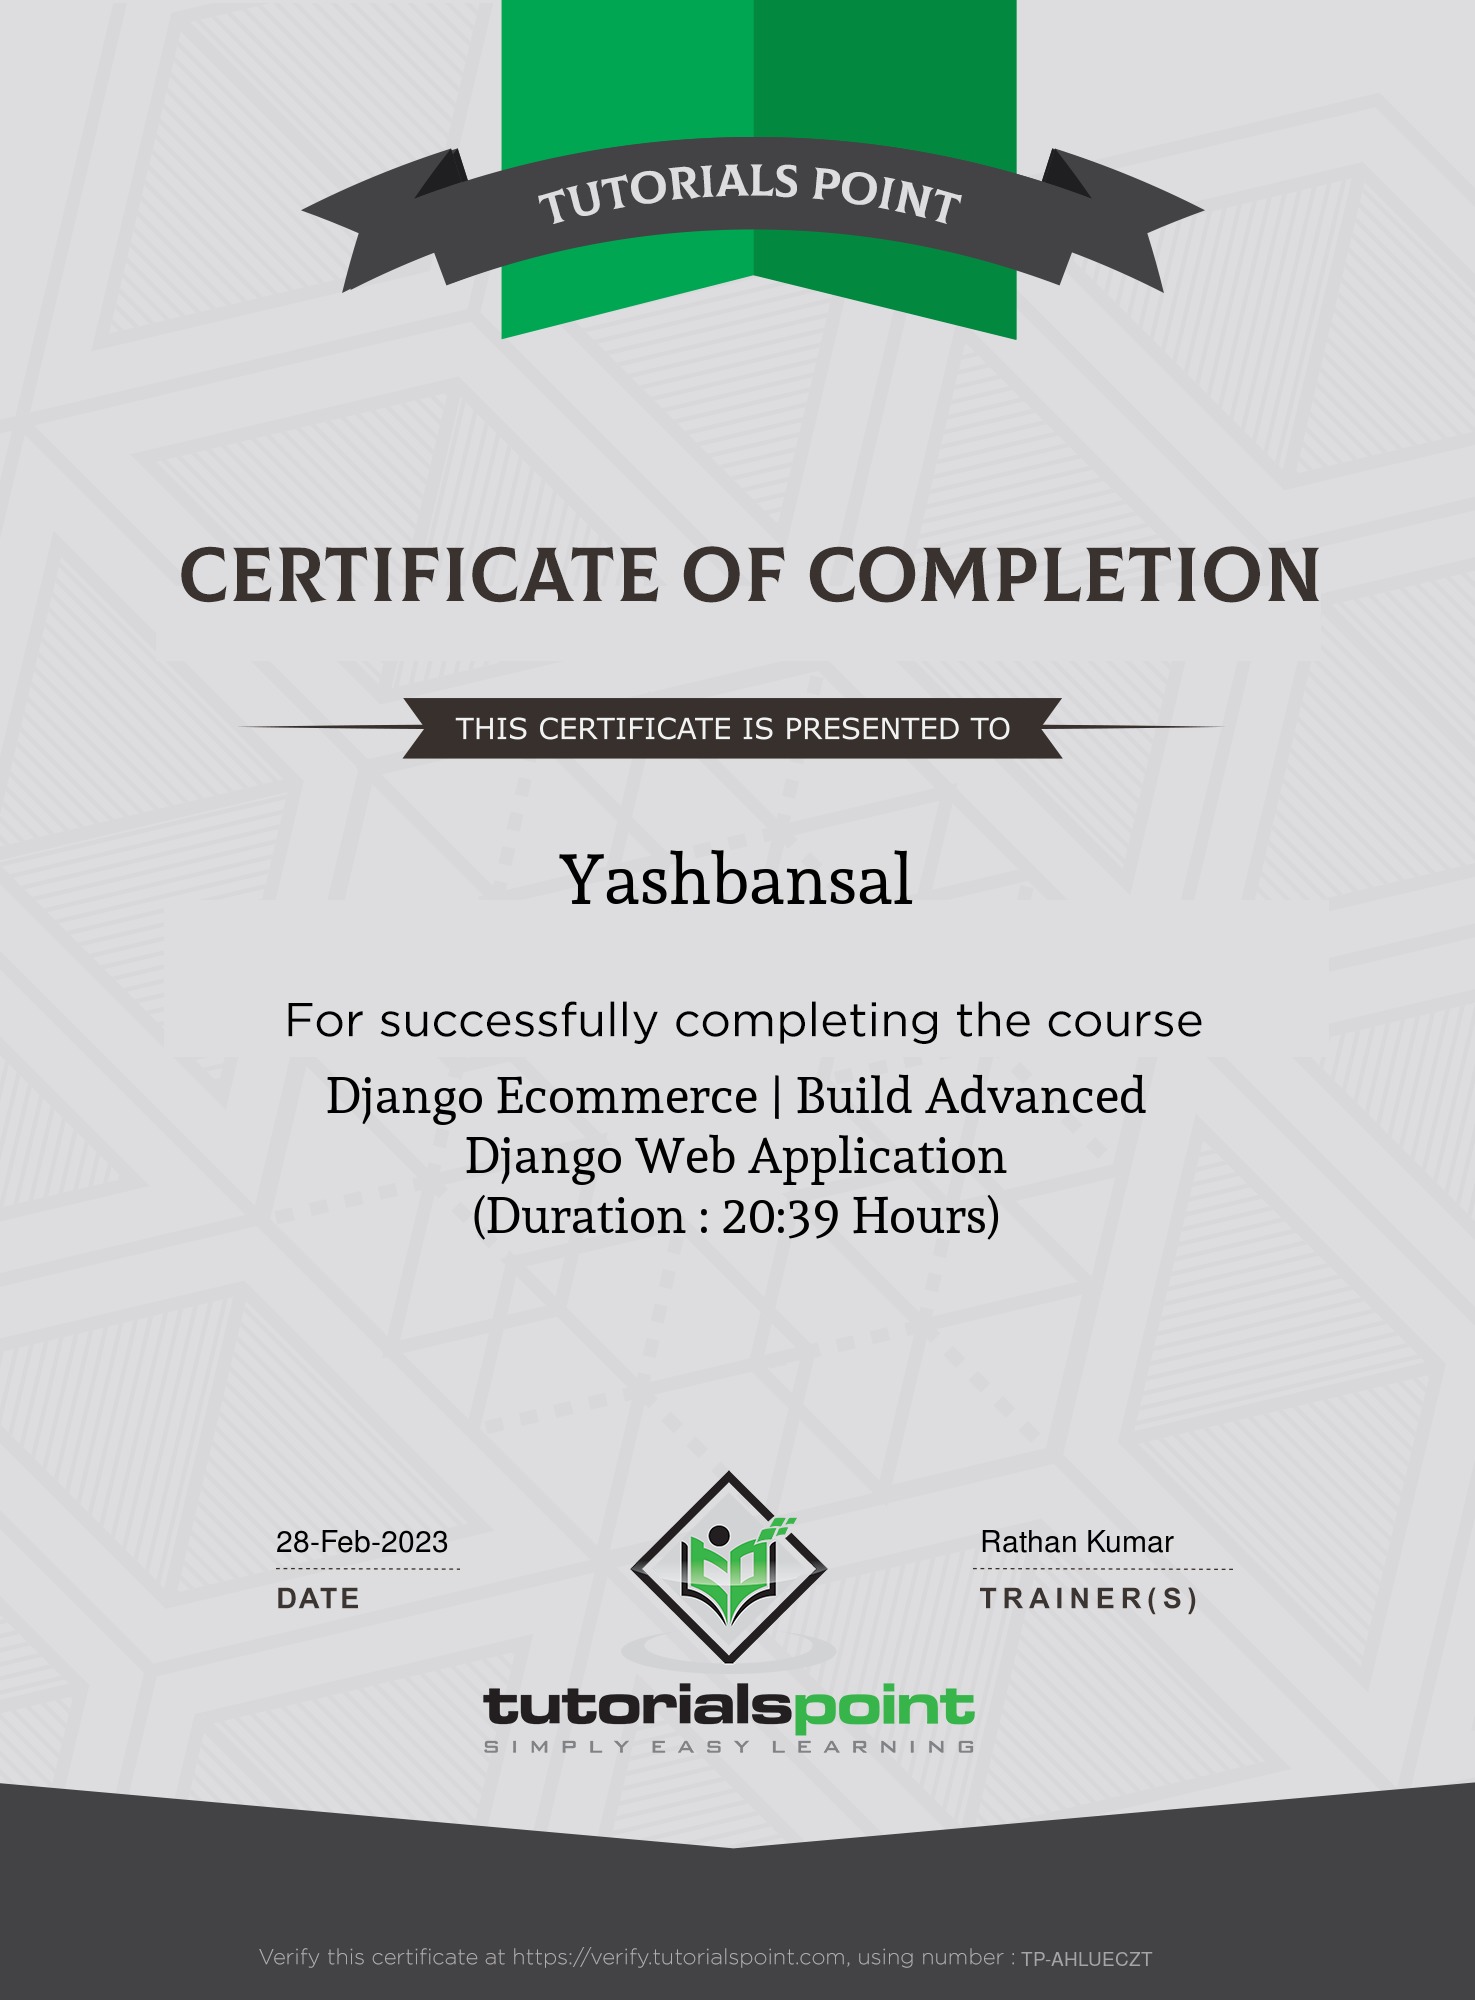 TUTORIALS POINT
CERTIFICATE OF COMPLETION
THIS CERTIFICATE IS PRESENTED TO
Yashbansal
For successfully completing the course
Django Ecommerce | Build Advanced
Django Web Application
(Duration : 20:39 Hours)
28-Feb-2023
DATE
Rathan Kumar
TRAINER(S)
tutorialspoint
SIMPLY EASY LEARNING
Verify this certificate at https://verify.tutorialspoint.com, using number : TP-AHLUECZT